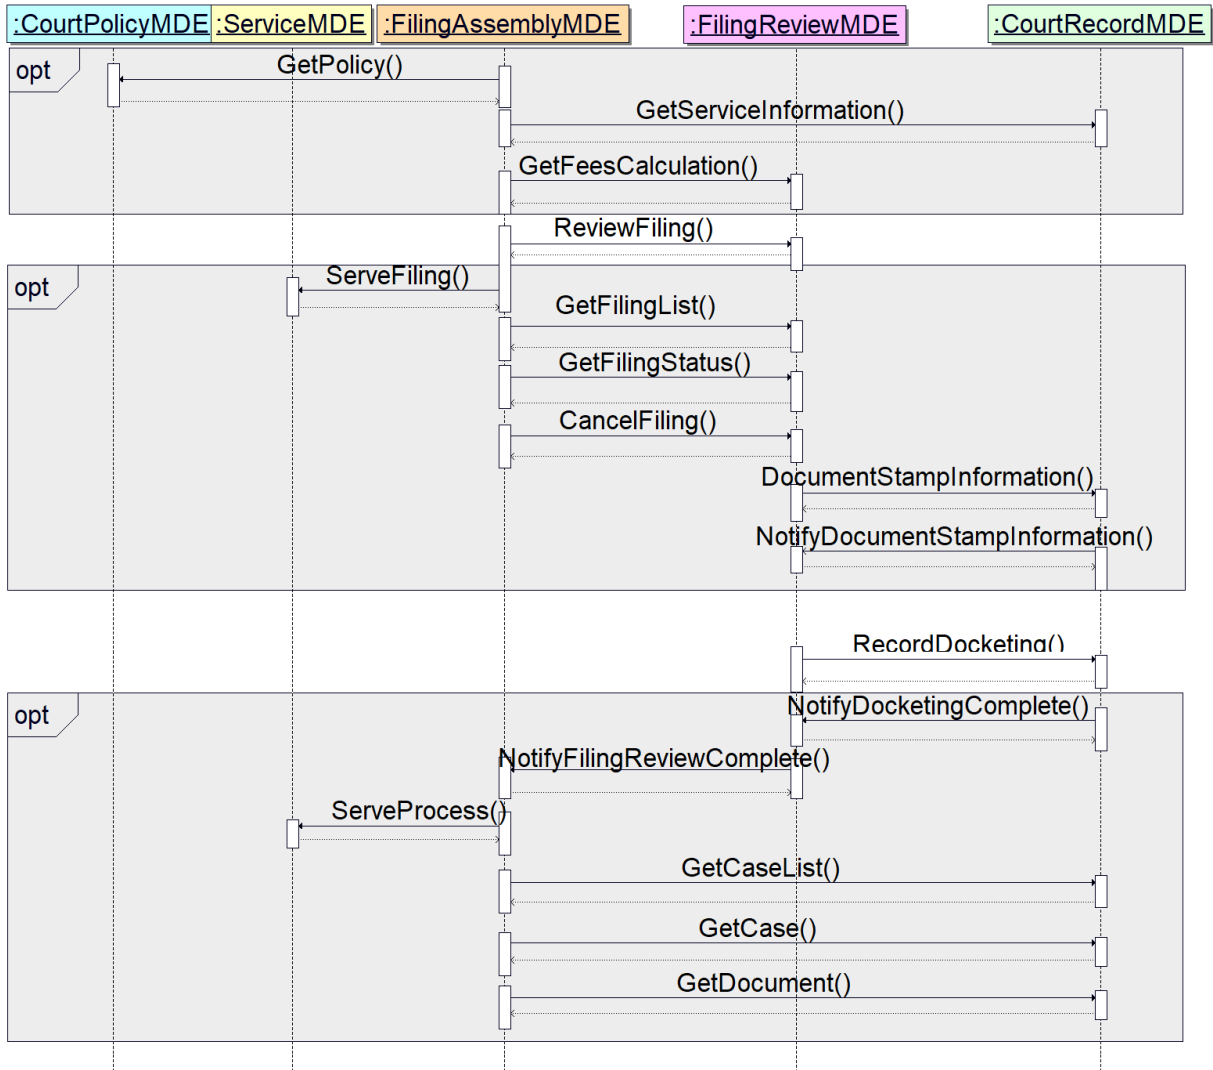 :CourtPolicyMDE :ServiceMDE :FilingAssemblyMDE :FilingReviewMDE :CourtRecordMDE
opt
GetPolicy()
GetServiceInformation()
GetFeesCalculation()
ReviewFiling()
opt
ServeFiling()
GetFilingList()
GetFilingStatus()
CancelFiling()
DocumentStampInformation()
NotifyDocumentStampInformation()
RecordDocketing()
opt
NotifyDocketingComplete()
NotifyFilingReviewComplete()
ServeProcess()
GetCaseList()
GetCase()
GetDocument()